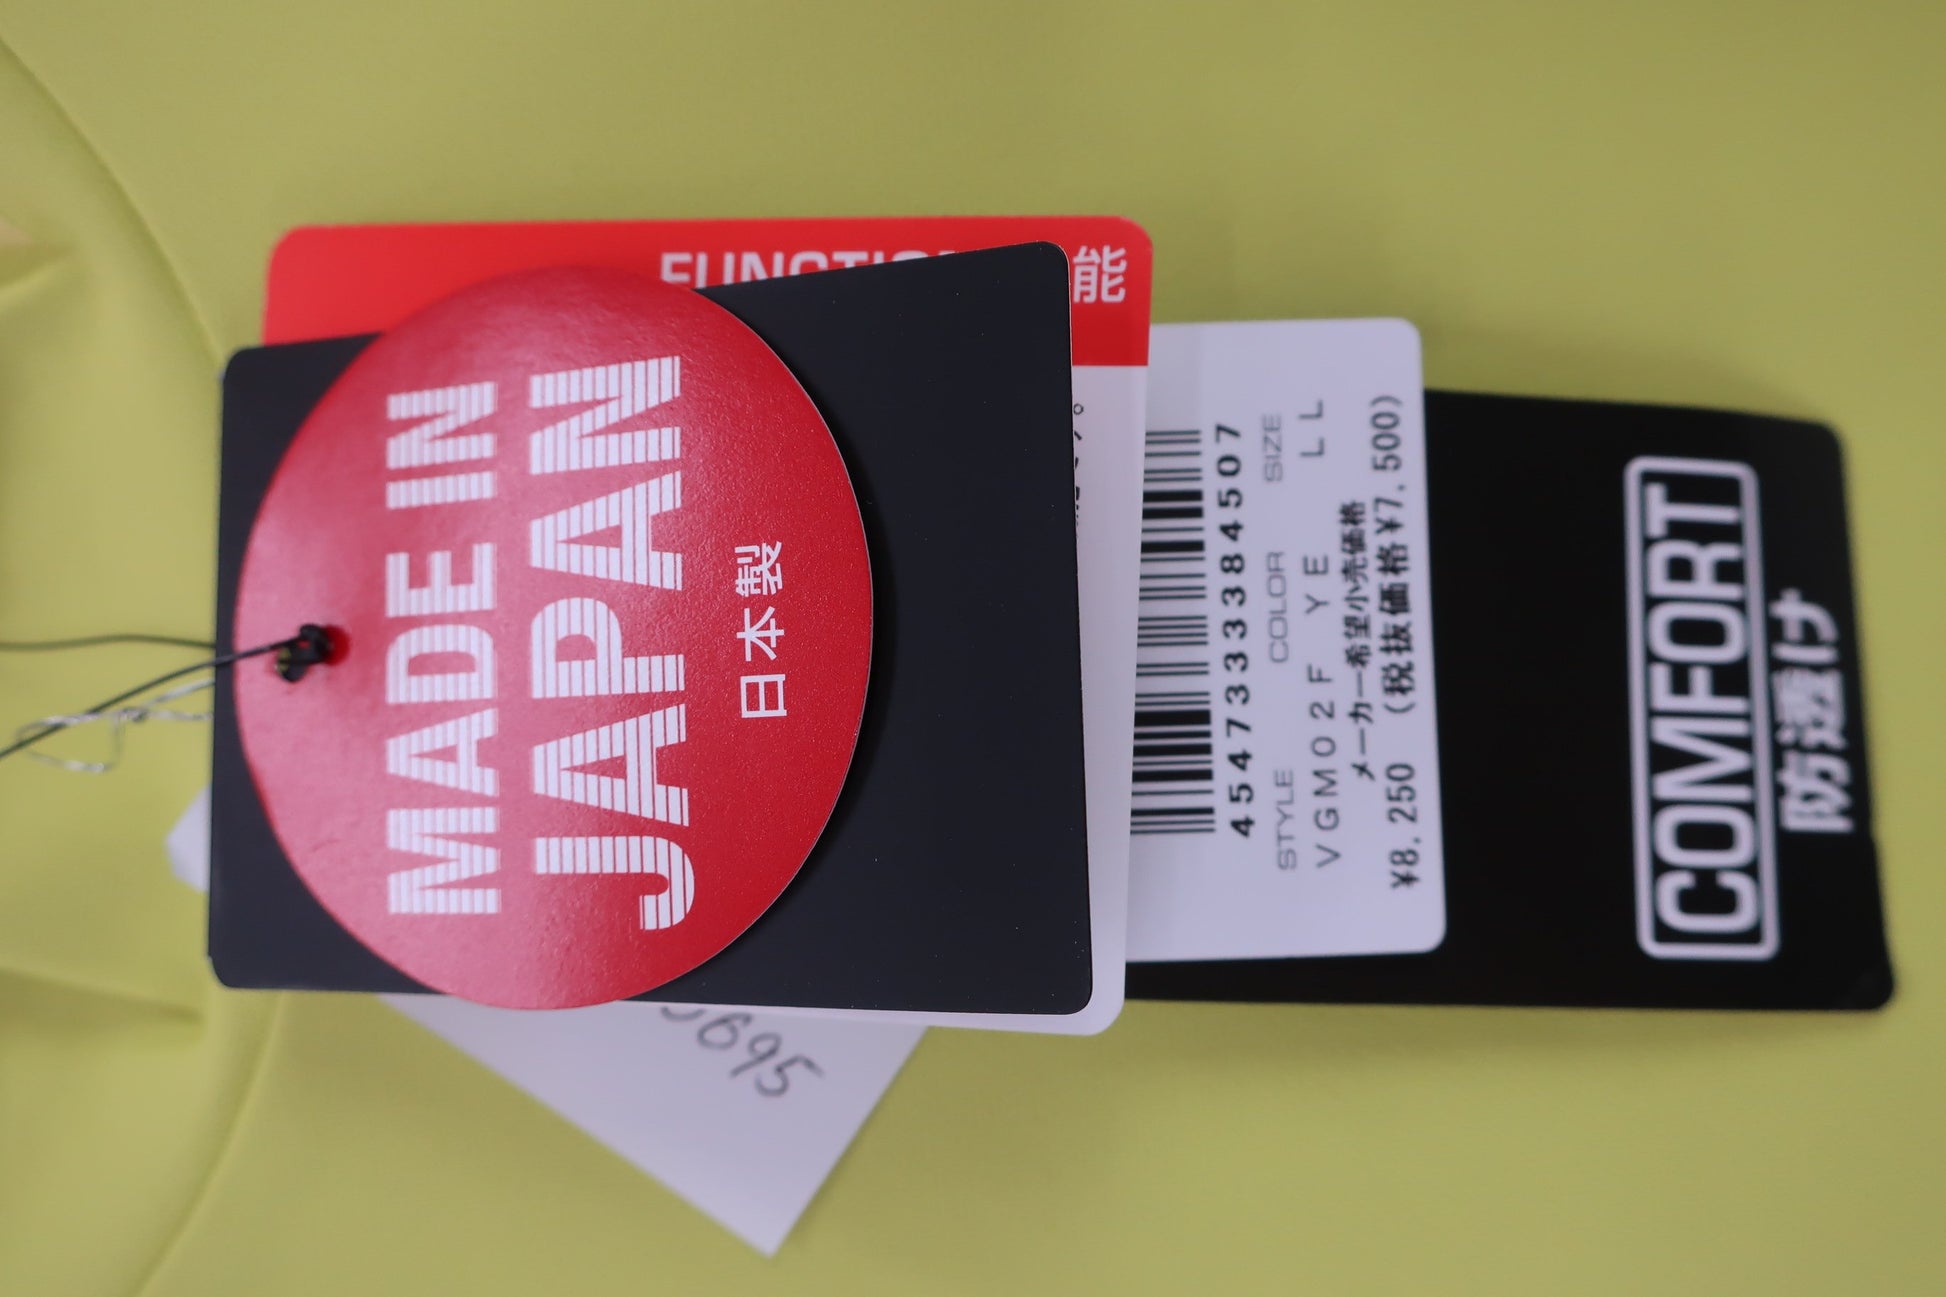 MADE IN
JAPAN
日本製
能
4547333384507
STYLE COLOR SIZE
VGM02F YE LL
メーカー希望小売価格
¥8,250 (税抜価格¥7,500)
COMFORT
防透け
695